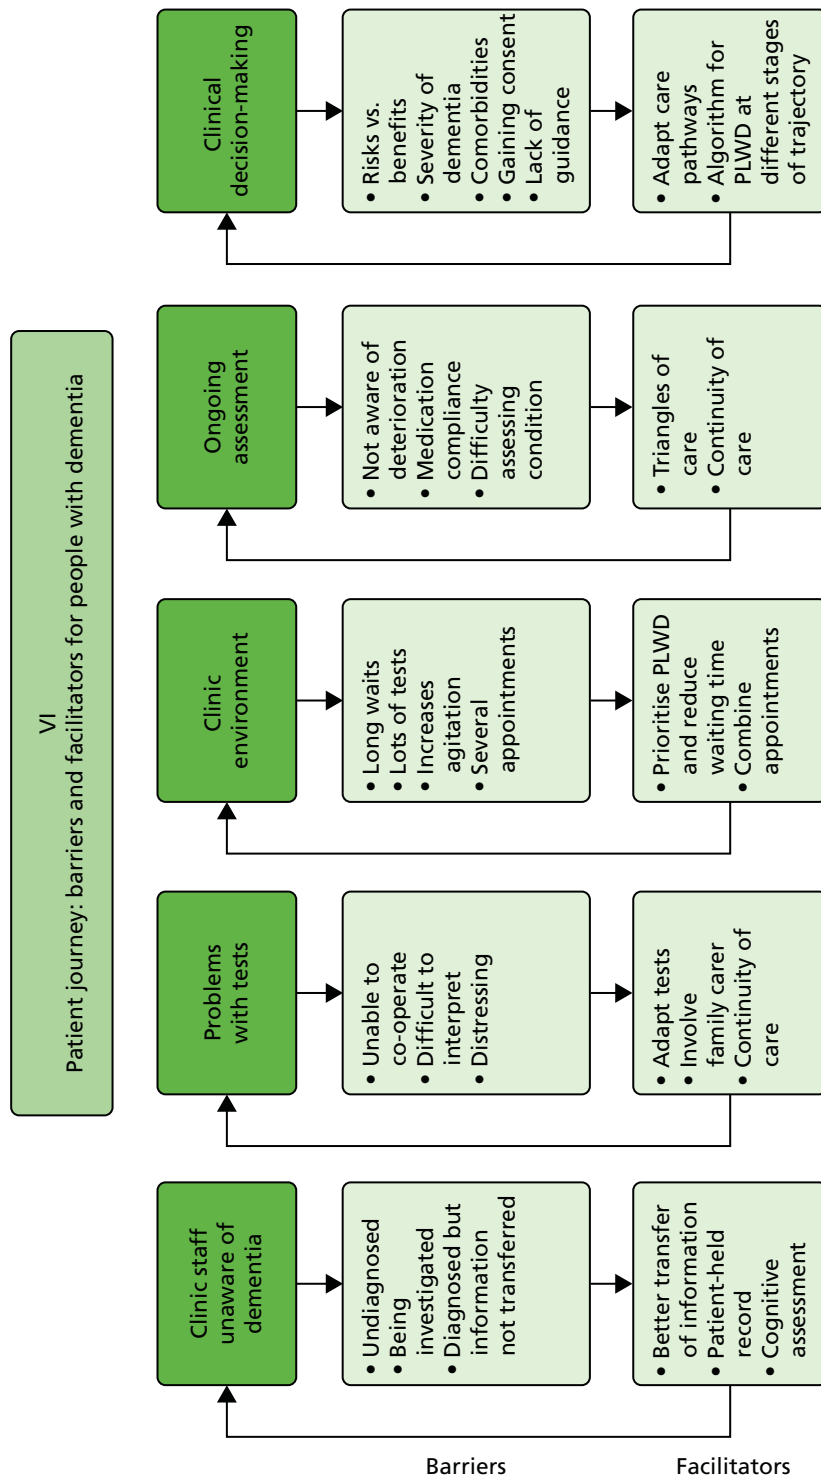 VI
Patient journey: barriers and facilitators for people with dementia
Clinic staff
unaware of
dementia
Problems
with tests
Clinic
environment
Ongoing
assessment
Clinical
decision-making
Barriers
• Undiagnosed
• Being
investigated
• Diagnosed but
information
not transferred
• Unable to
co-operate
• Difficult to
interpret
• Distressing
• Long waits
• Lots of tests
• Increases
agitation
• Several
appointments
• Not aware of
deterioration
• Medication
compliance
• Difficulty
assessing
condition
• Risks vs.
benefits
• Severity of
dementia
• Comorbidities
• Gaining consent
• Lack of
guidance
Facilitators
• Better transfer
of information
• Patient-held
record
• Cognitive
assessment
• Adapt tests
• Involve
family carer
• Continuity of
care
• Prioritise PLWD
and reduce
waiting time
• Combine
appointments
• Triangles of
care
• Continuity of
care
• Adapt care
pathways
• Algorithm for
PLWD at
different stages
of trajectory